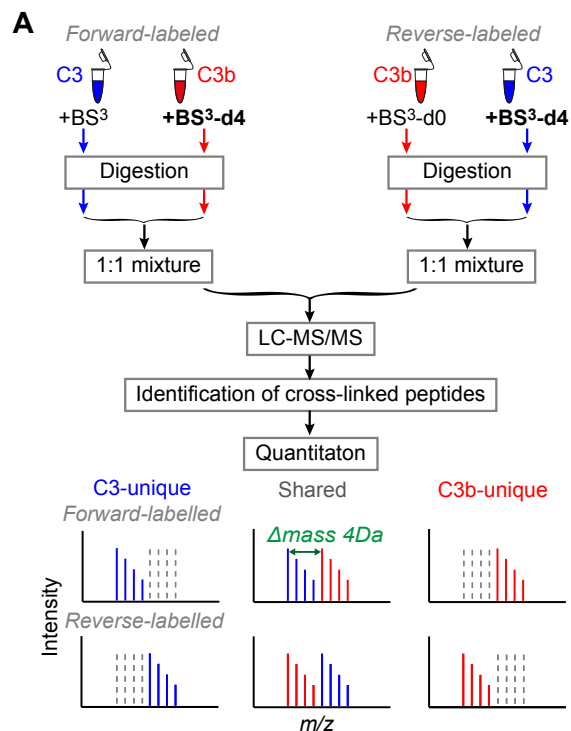 A
Forward-labeled
Reverse-labeled
C3
C3b
C3b
C3
+BS³
+BS³-d4
+BS³-d0
+BS³-d4
Digestion
Digestion
1:1 mixture
1:1 mixture
LC-MS/MS
Identification of cross-linked peptides
Quantitaton
C3-unique
Shared
C3b-unique
Forward-labelled
Δmass 4Da
Intensity
Reverse-labelled
m/z